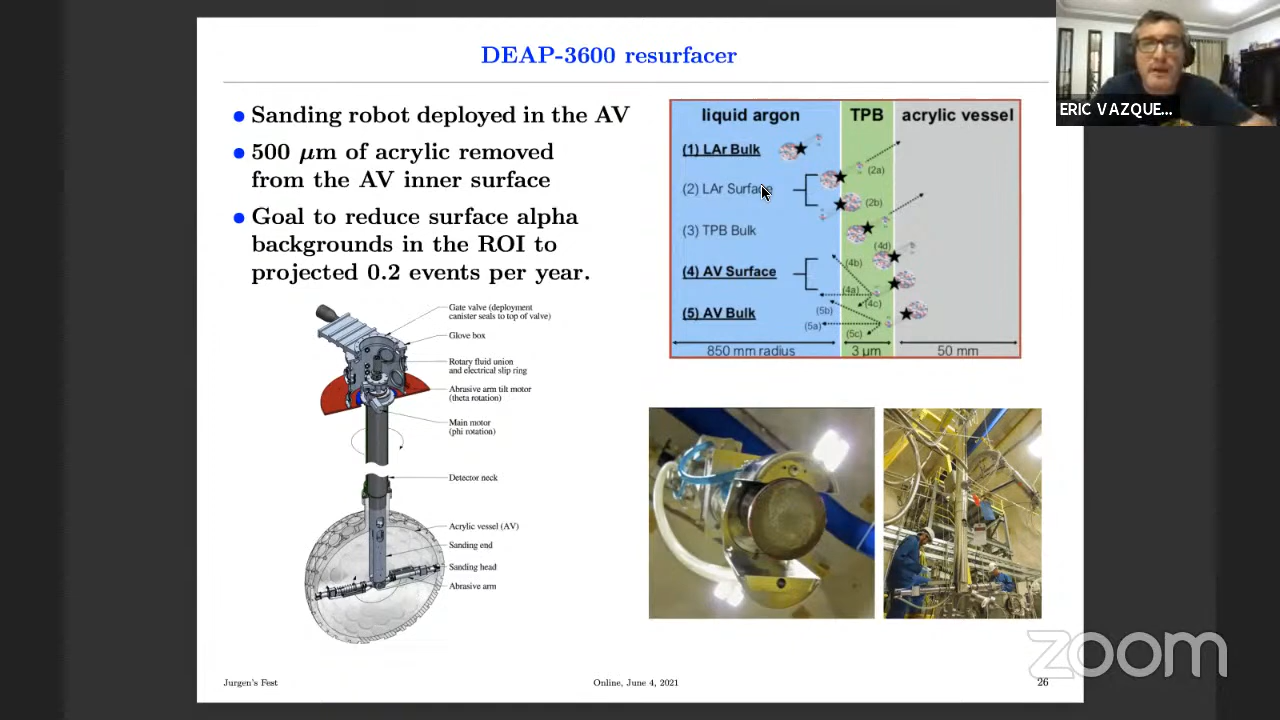 DEAP-3600 resurfacer
ERIC VAZQUE...
● Sanding robot deployed in the AV
● 500 μm of acrylic removed
from the AV inner surface
● Goal to reduce surface alpha
backgrounds in the ROI to
projected 0.2 events per year.
liquid argon TPB acrylic vessel
(1) LAr Bulk
(2a)
(2) LAr Surface
(2b)
(3) TPB Bulk
(4d)
(4b)
(4) AV Surface
(4a)
(4c)
(5) AV Bulk
(5b)
(5a)
(5c)
850 mm radius 3 μm 50 mm
Gate valve (deployment
canister seals to top of valve)
Glove box
Rotary fluid union
and electrical slip ring
Abrasive arm tilt motor
(theta rotation)
Main motor
(phi rotation)
Detector neck
Acrylic vessel (AV)
Sanding end
Sanding head
Abrasive arm
zoom
Jurgen's Fest Online, June 4, 2021 26